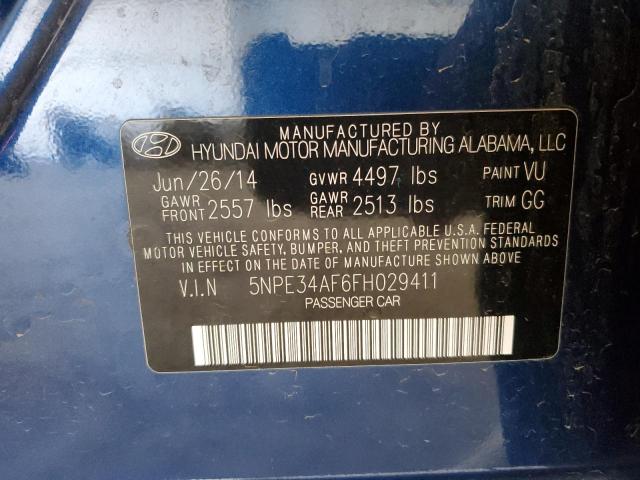 MANUFACTURED BY
HYUNDAI MOTOR MANUFACTURING ALABAMA, LLC
Jun/26/14 GVWR 4497 lbs PAINT VU
GAWR FRONT 2557 lbs GAWR REAR 2513 lbs TRIM GG
THIS VEHICLE CONFORMS TO ALL APPLICABLE U.S.A. FEDERAL
MOTOR VEHICLE SAFETY, BUMPER, AND THEFT PREVENTION STANDARDS
IN EFFECT ON THE DATE OF MANUFACTURE SHOWN ABOVE
V.I.N 5NPE34AF6FH029411
PASSENGER CAR